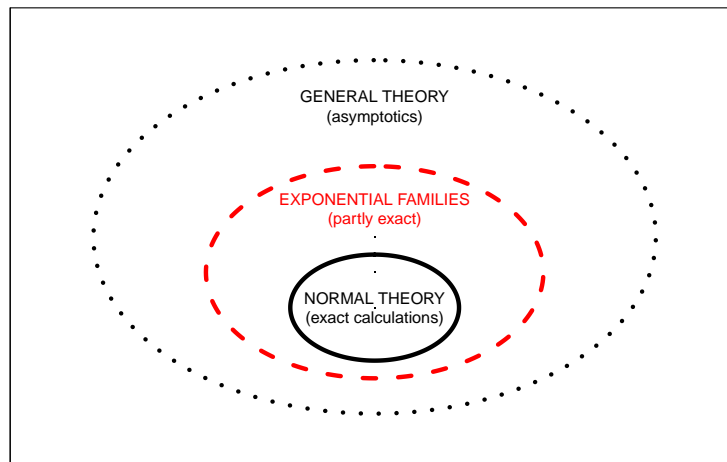 GENERAL THEORY
(asymptotics)
EXPONENTIAL FAMILIES
(partly exact)
NORMAL THEORY
(exact calculations)